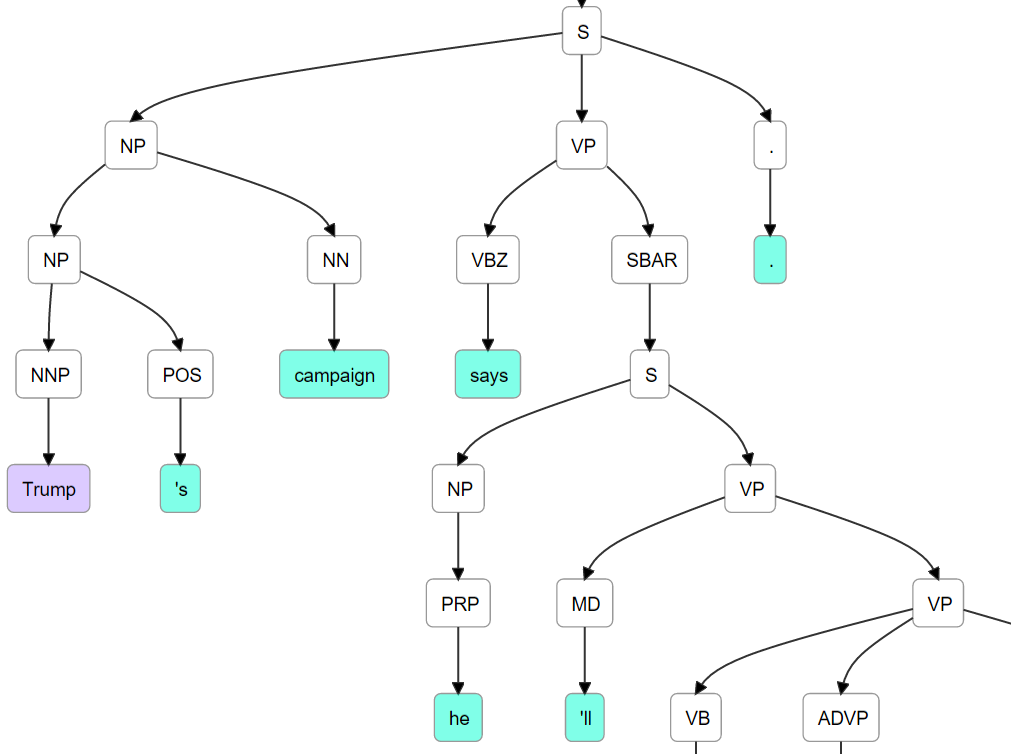 S
NP VP .
NP NN VBZ SBAR .
NNP POS campaign says S
Trump 's NP VP
PRP MD VP
he 'll VB ADVP